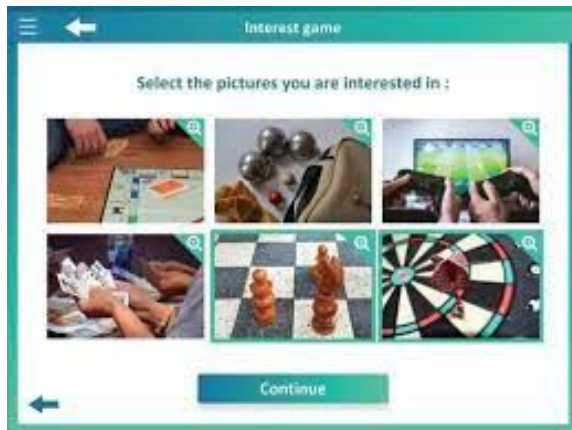 Interest game
Select the pictures you are interested in :
Continue